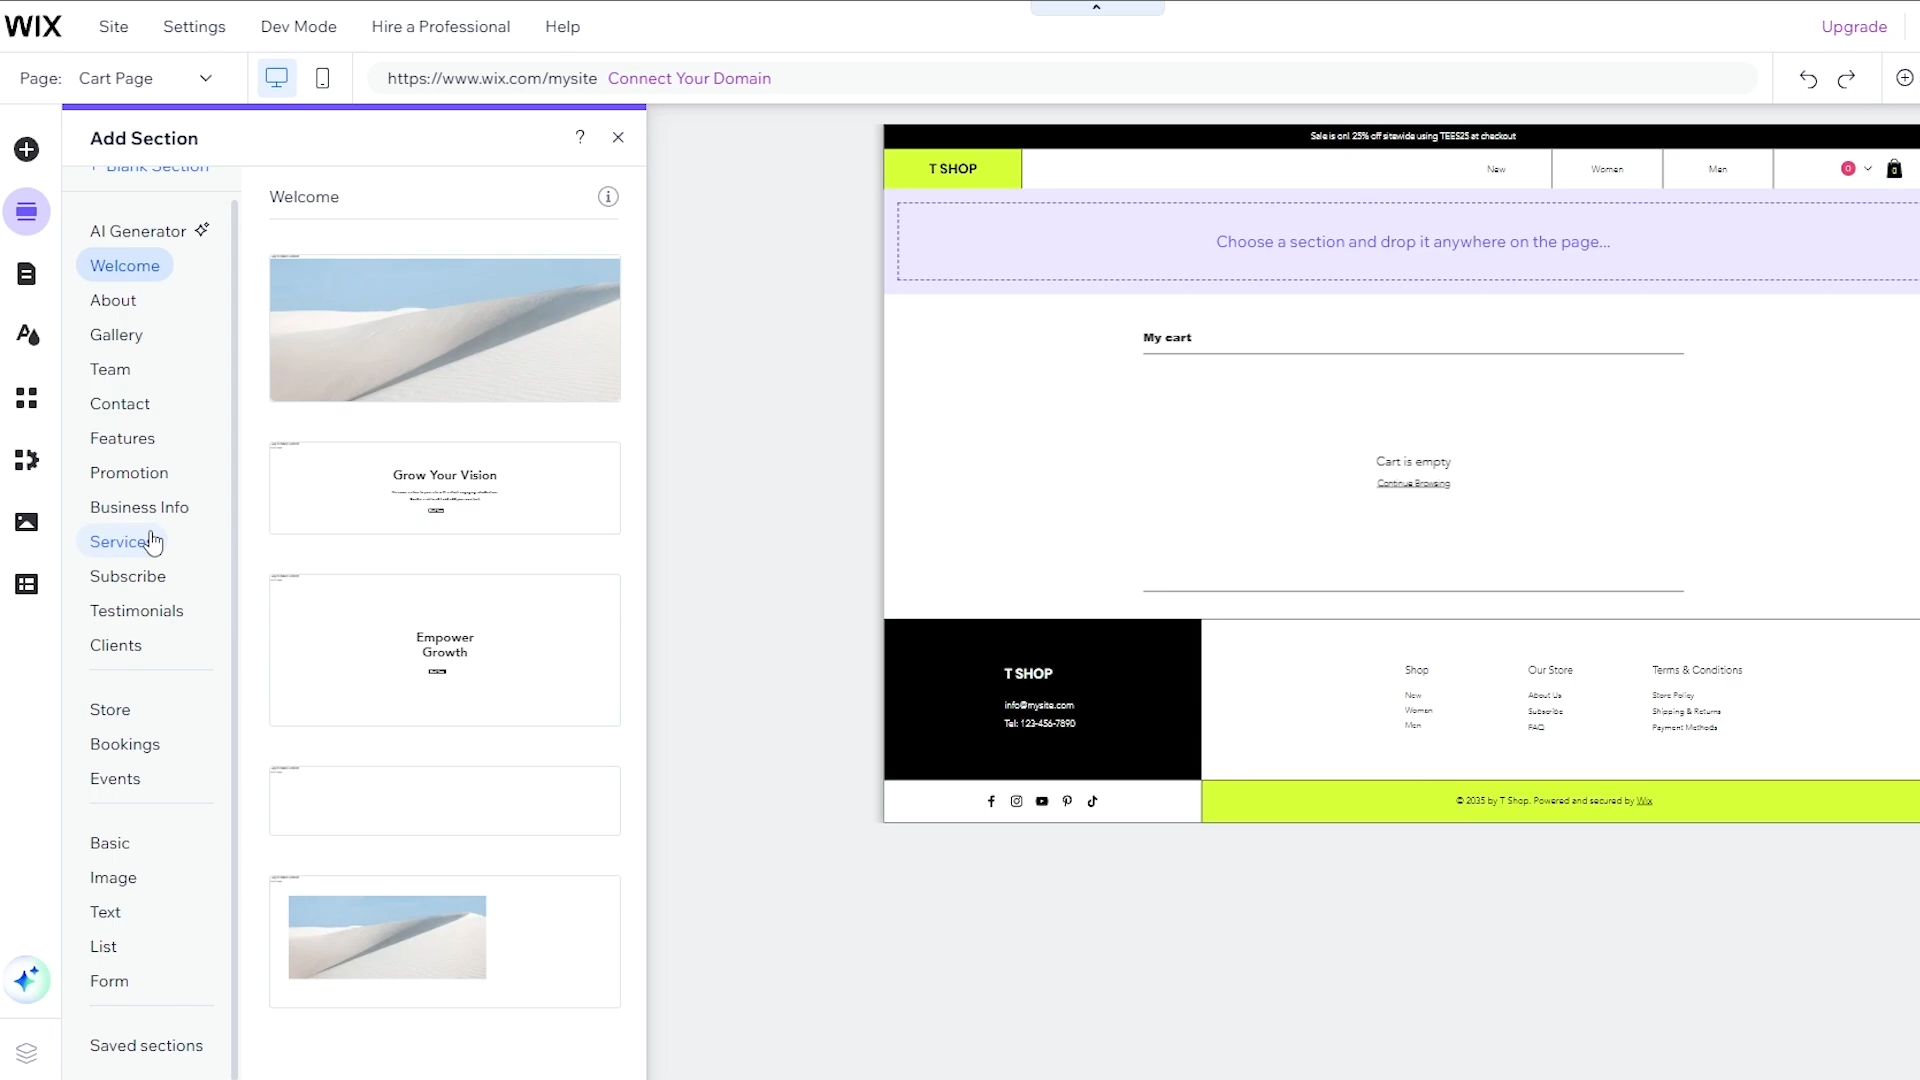 WIX Site Settings Dev Mode Hire a Professional Help Upgrade
Page: Cart Page https://www.wix.com/mysite Connect Your Domain
Add Section ?
Blank Section
AI Generator
Welcome
About
Gallery
Team
Contact
Features
Promotion
Business Info
Service
Subscribe
Testimonials
Clients
Store
Bookings
Events
Basic
Image
Text
List
Form
Saved sections
Welcome
Grow Your Vision
Empower
Growth
Sale is on! 25% off sitewide using TEES25 at checkout
T SHOP New Women Men 0
Choose a section and drop it anywhere on the page...
My cart
Cart is empty
Continue Browsing
T SHOP
info@mysite.com
Tel: 123-456-7890
Shop
New
Women
Men
Our Store
About Us
Subscribe
FAQ
Terms & Conditions
Store Policy
Shipping & Returns
Payment Methods
© 2035 by T Shop. Powered and secured by Wix